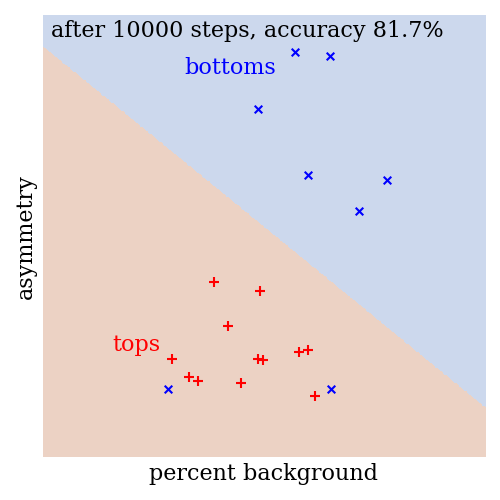 after 10000 steps, accuracy 81.7%
bottoms
asymmetry
tops
percent background